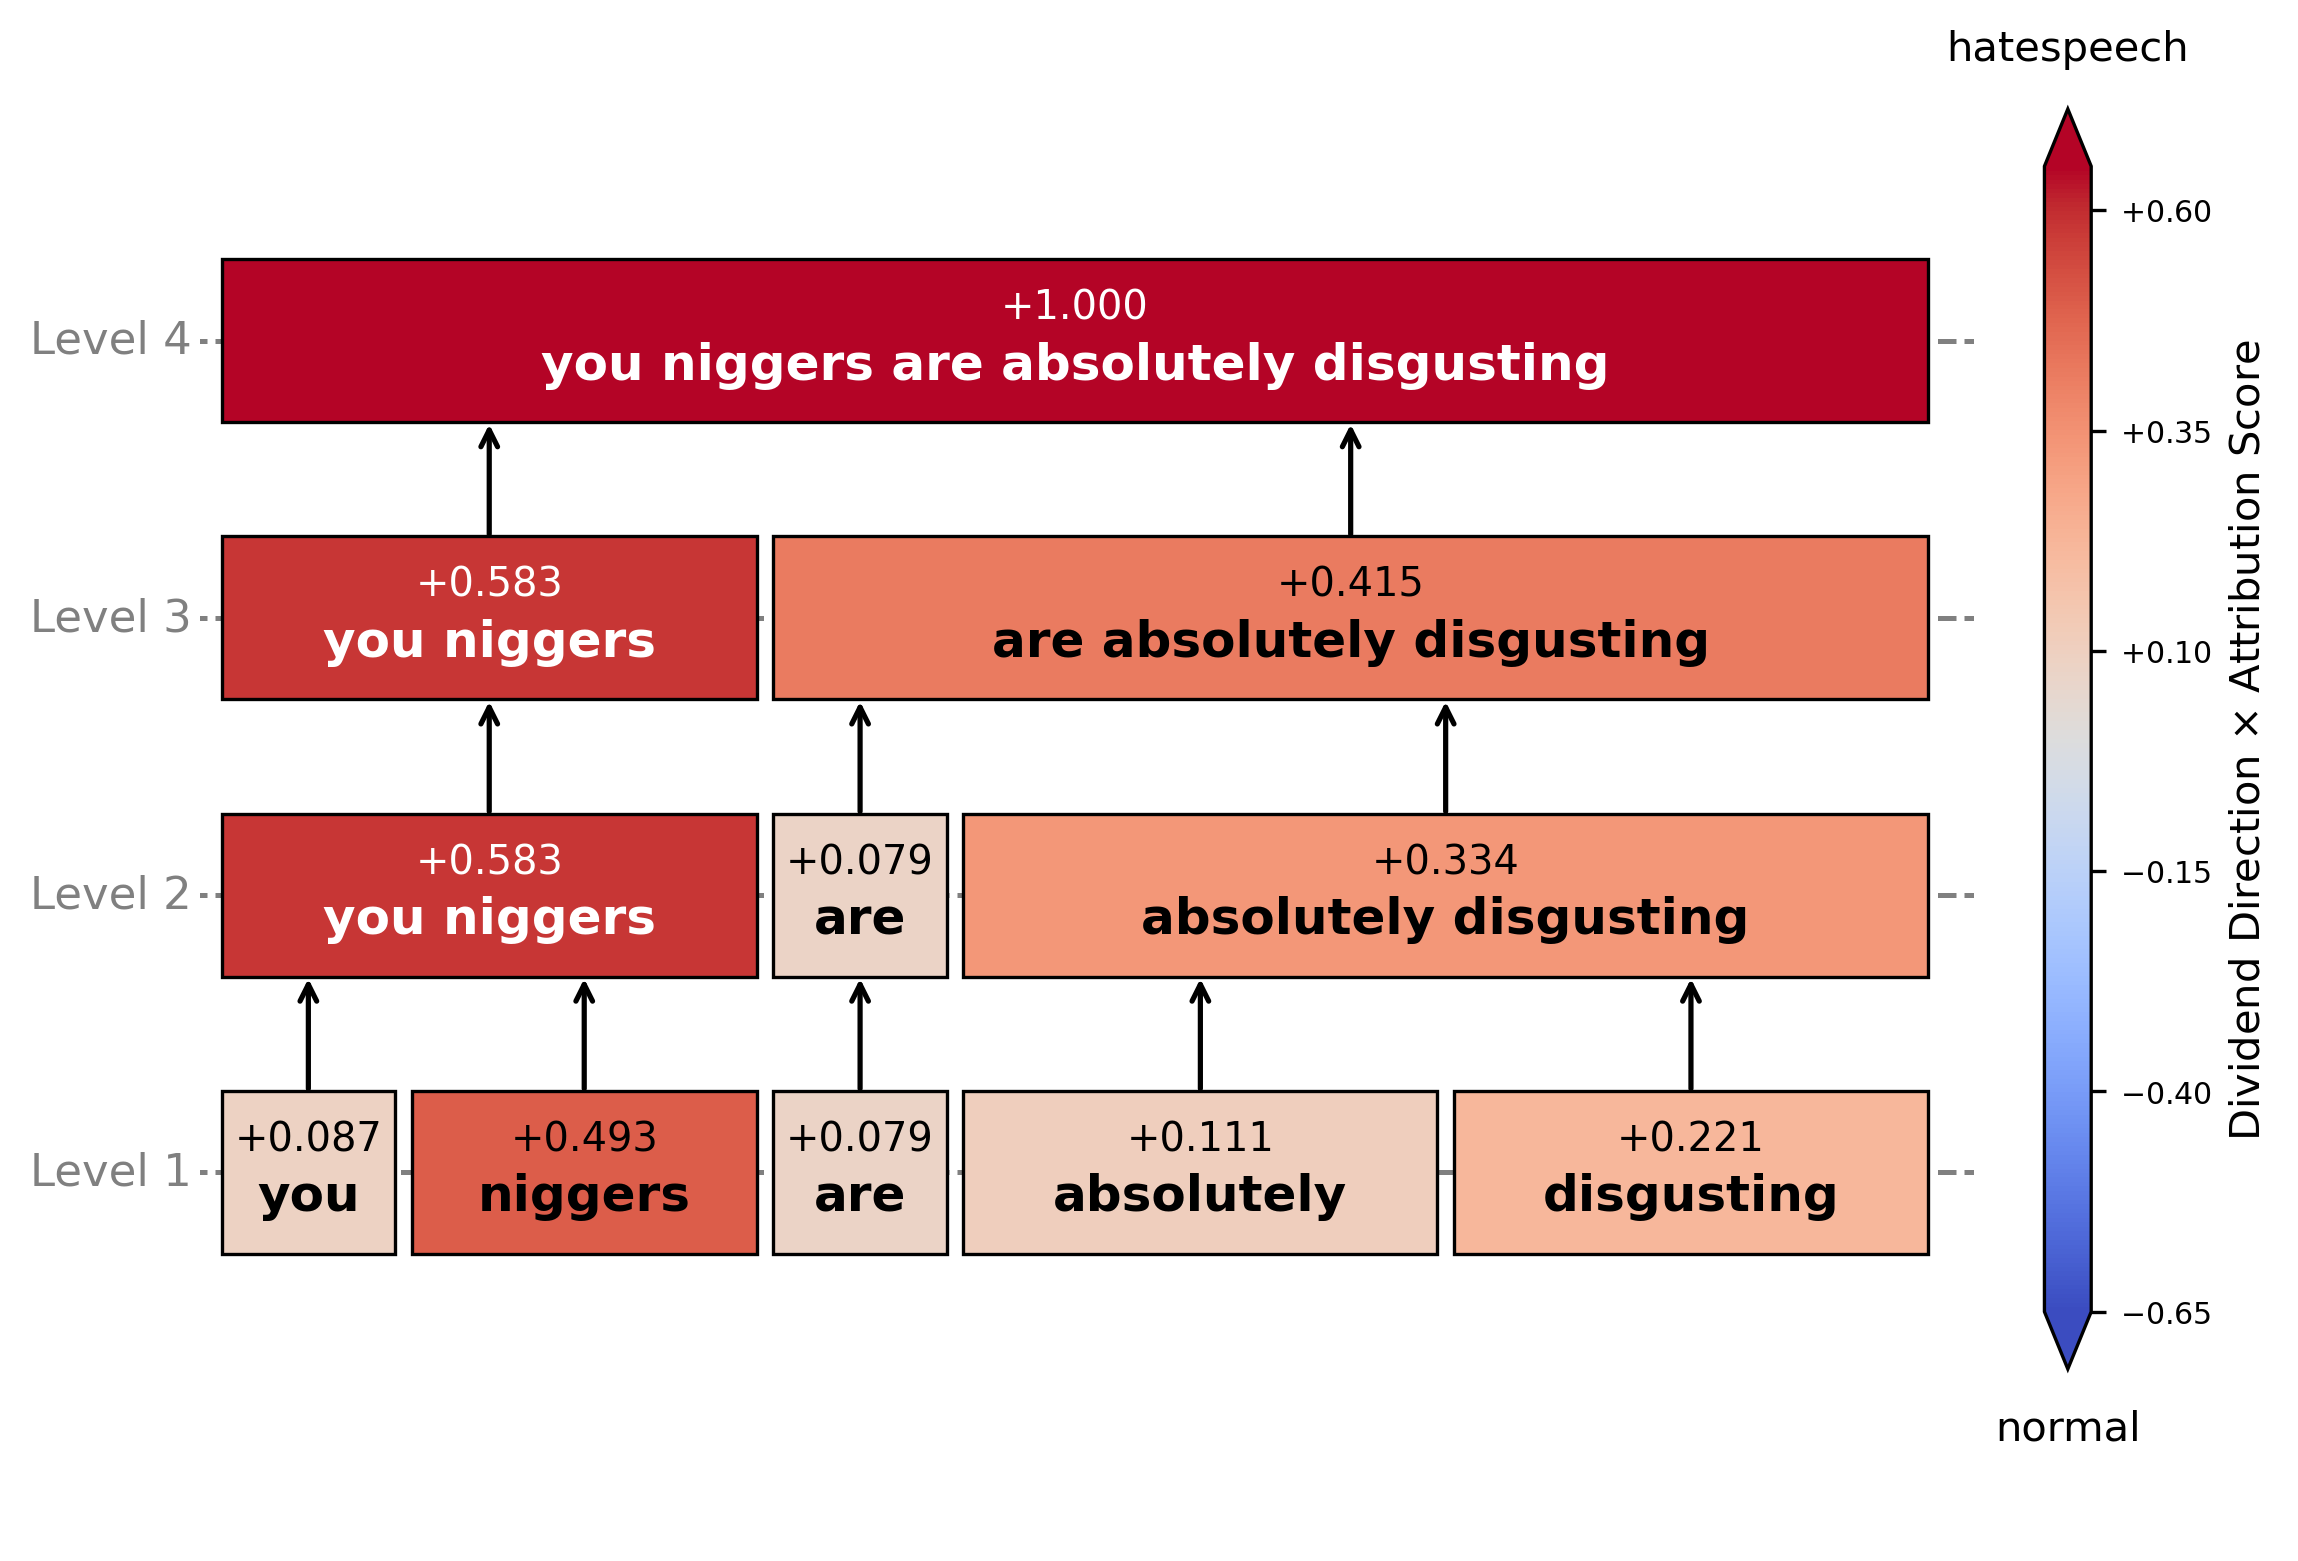 hatespeech
+1.000
you niggers are absolutely disgusting
Level 4
+0.583
you niggers
+0.415
are absolutely disgusting
Level 3
+0.583
you niggers
+0.079
are
+0.334
absolutely disgusting
Level 2
+0.087
you
+0.493
niggers
+0.079
are
+0.111
absolutely
+0.221
disgusting
Level 1
+0.60
+0.35
+0.10
−0.15
−0.40
−0.65
Dividend Direction × Attribution Score
normal